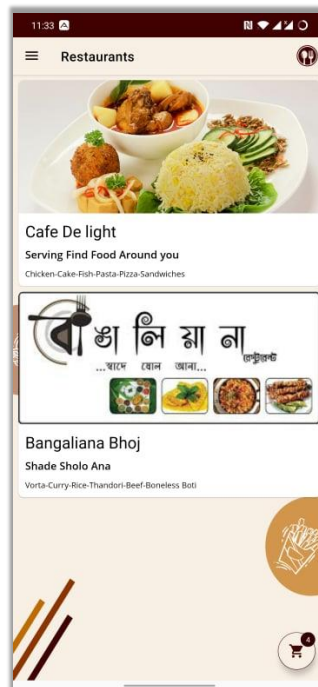 11:33
Restaurants
Cafe De light
Serving Find Food Around you
Chicken-Cake-Fish-Pasta-Pizza-Sandwiches
বাঙালিয়ানা
রেস্টুরেন্ট
...স্বাদে ষোল আনা...
Bangaliana Bhoj
Shade Sholo Ana
Vorta-Curry-Rice-Thandori-Beef-Boneless Boti
4